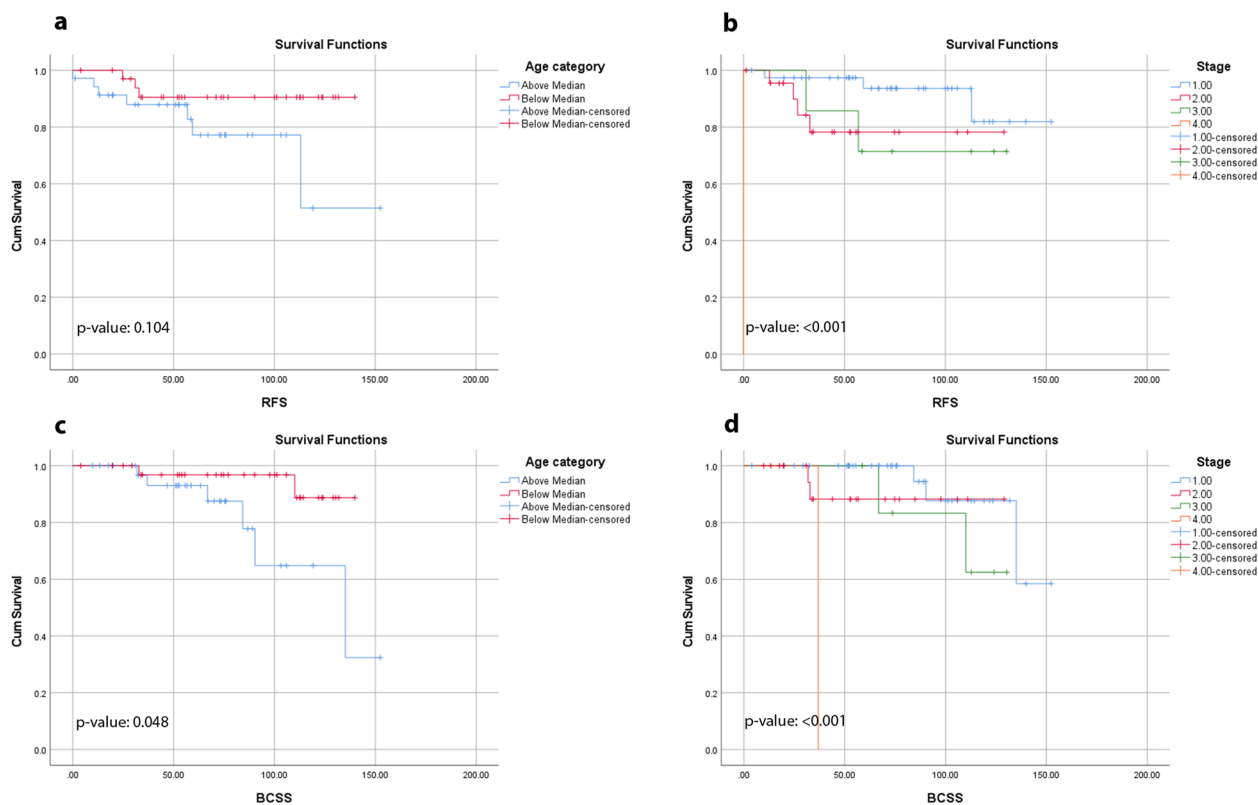 a
Survival Functions
Cum Survival
1.0
0.8
0.6
0.4
0.2
0.0
p-value: 0.104
.00 50.00 100.00 150.00 200.00
RFS
Age category
Above Median
Below Median
Above Median-censored
Below Median-censored
b
Survival Functions
Cum Survival
1.0
0.8
0.6
0.4
0.2
0.0
p-value: <0.001
.00 50.00 100.00 150.00 200.00
RFS
Stage
1.00
2.00
3.00
4.00
1.00-censored
2.00-censored
3.00-censored
4.00-censored
c
Survival Functions
Cum Survival
1.0
0.8
0.6
0.4
0.2
0.0
p-value: 0.048
.00 50.00 100.00 150.00 200.00
BCSS
Age category
Above Median
Below Median
Above Median-censored
Below Median-censored
d
Survival Functions
Cum Survival
1.0
0.8
0.6
0.4
0.2
0.0
p-value: <0.001
.00 50.00 100.00 150.00 200.00
BCSS
Stage
1.00
2.00
3.00
4.00
1.00-censored
2.00-censored
3.00-censored
4.00-censored